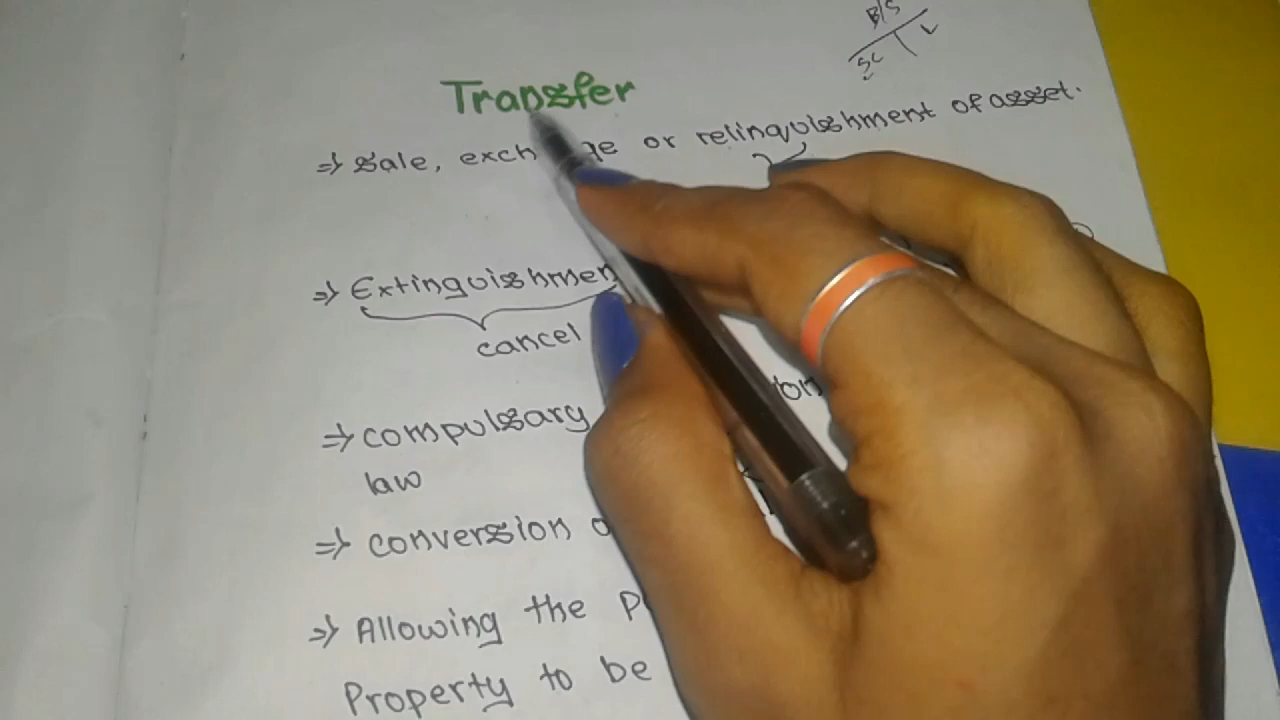 B/S
SC L
Transfer
⇒ Sale, exch ge or relinquishment of asset.
⇒ Extinguishmen
cancel
⇒ compulsary on
law
⇒ conversion o
⇒ Allowing the P
Property to be